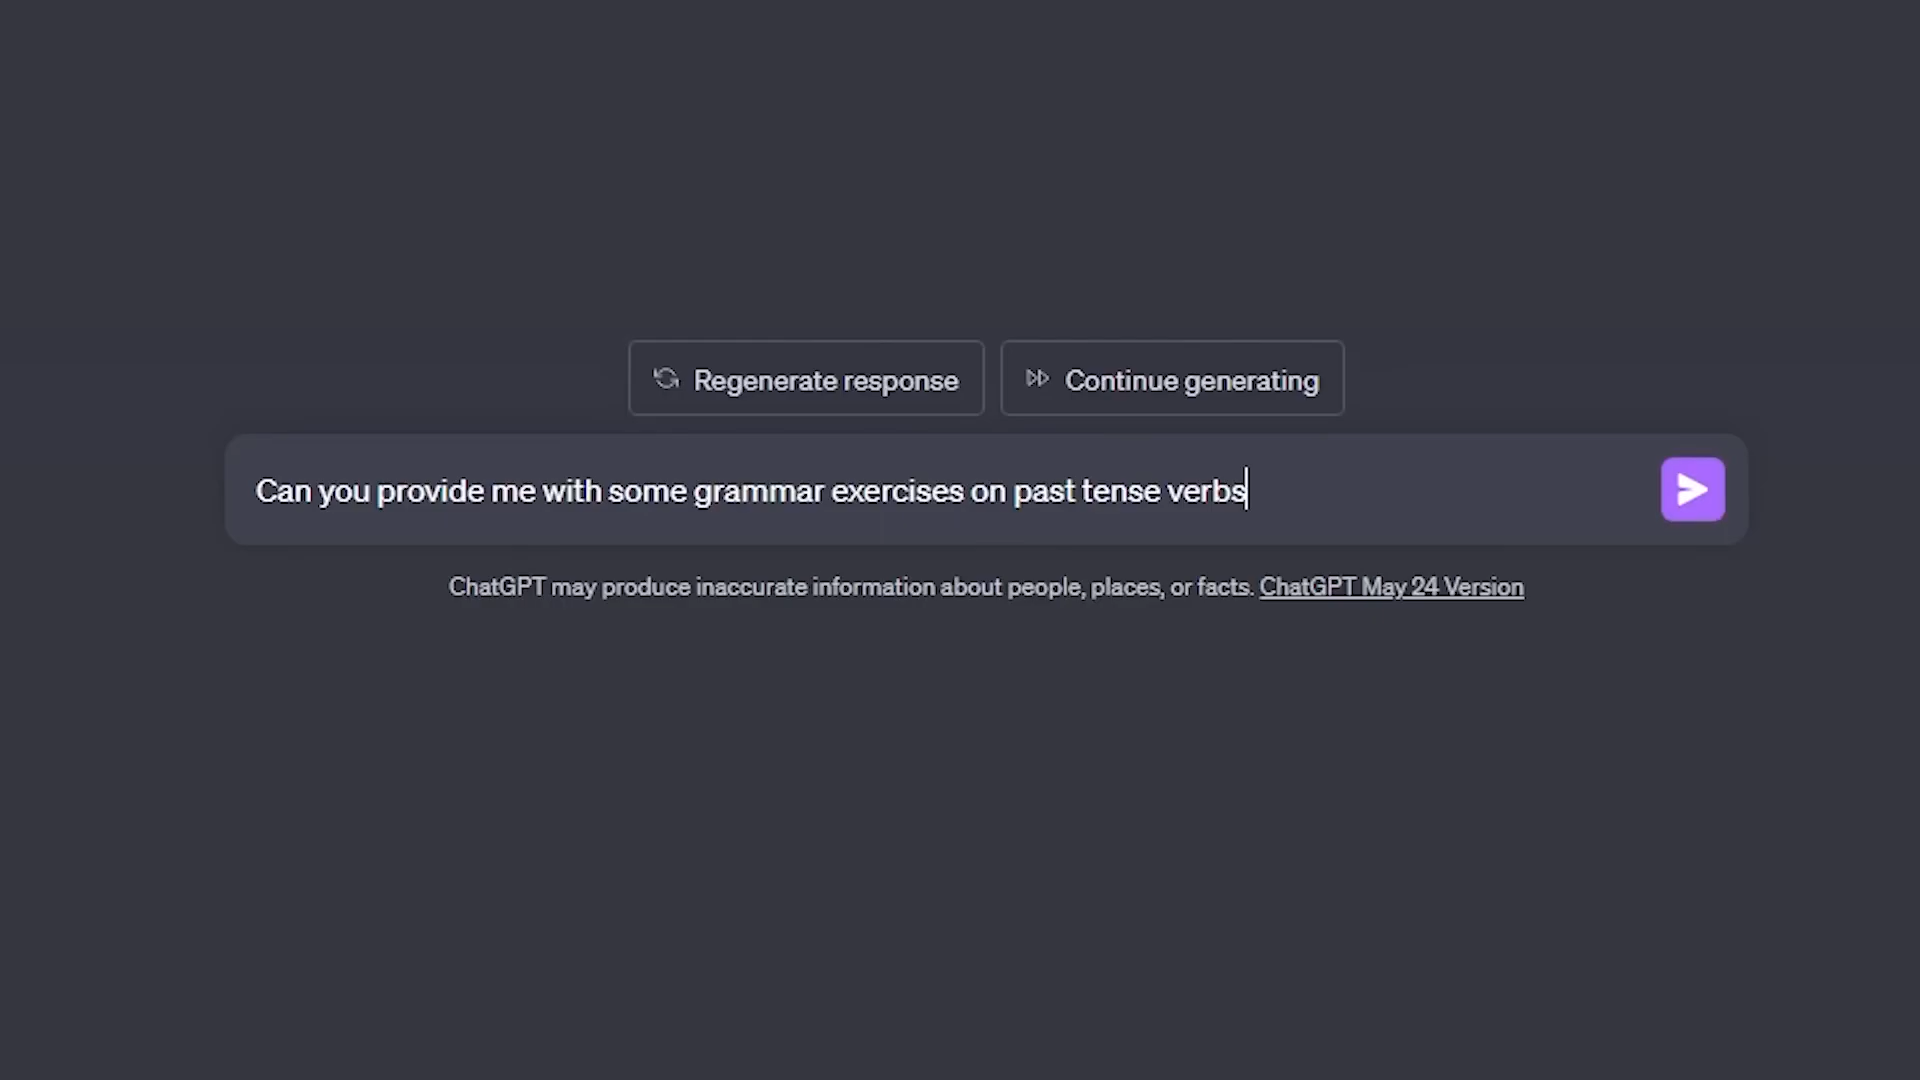 Regenerate response
Continue generating
Can you provide me with some grammar exercises on past tense verbs
ChatGPT may produce inaccurate information about people, places, or facts. ChatGPT May 24 Version